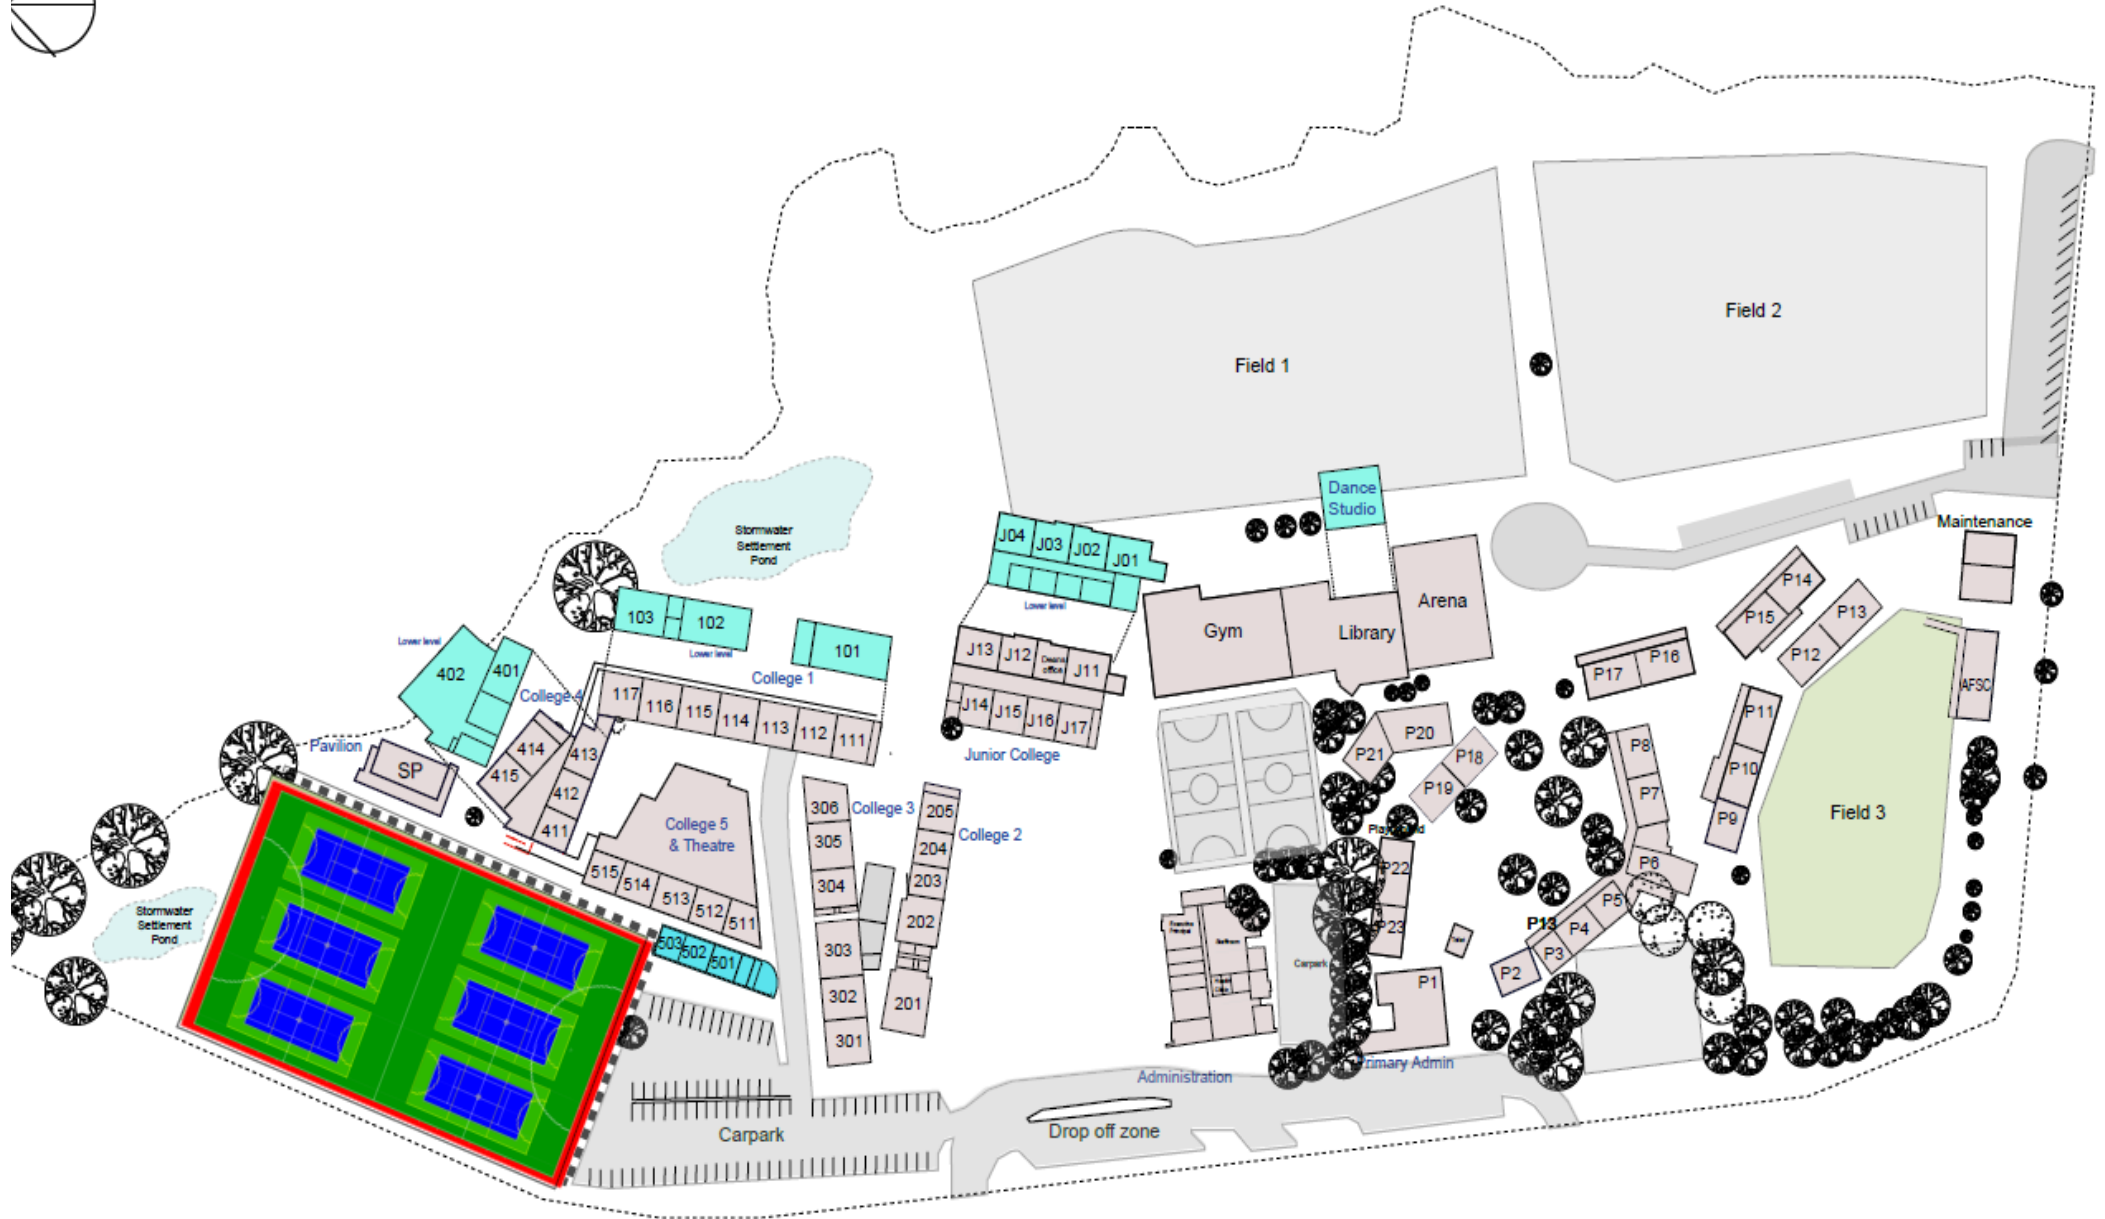 Field 2
Field 1
Dance
Studio
Stormwater
Settlement
Pond
Maintenance
J04
J03
J02
J01
Lower level
P14
P15
P13
P12
Gym
Library
Arena
103
102
101
Lower level
College 1
Lower level
402
401
College 4
J13
J12
Deans
office
J11
J14
J15
J16
J17
Junior College
P17
P16
AFSC
117
116
115
114
113
112
111
Pavilion
SP
414
415
413
412
411
P20
P21
P18
P19
P11
P10
P9
P8
P7
P6
Field 3
College 5
& Theatre
306
305
304
303
302
301
College 3
205
204
203
202
201
College 2
515
514
513
512
511
503
502
501
P22
P23
P13
P5
P4
P3
P2
P1
Carpark
Stormwater
Settlement
Pond
Primary Admin
Administration
Carpark
Drop off zone